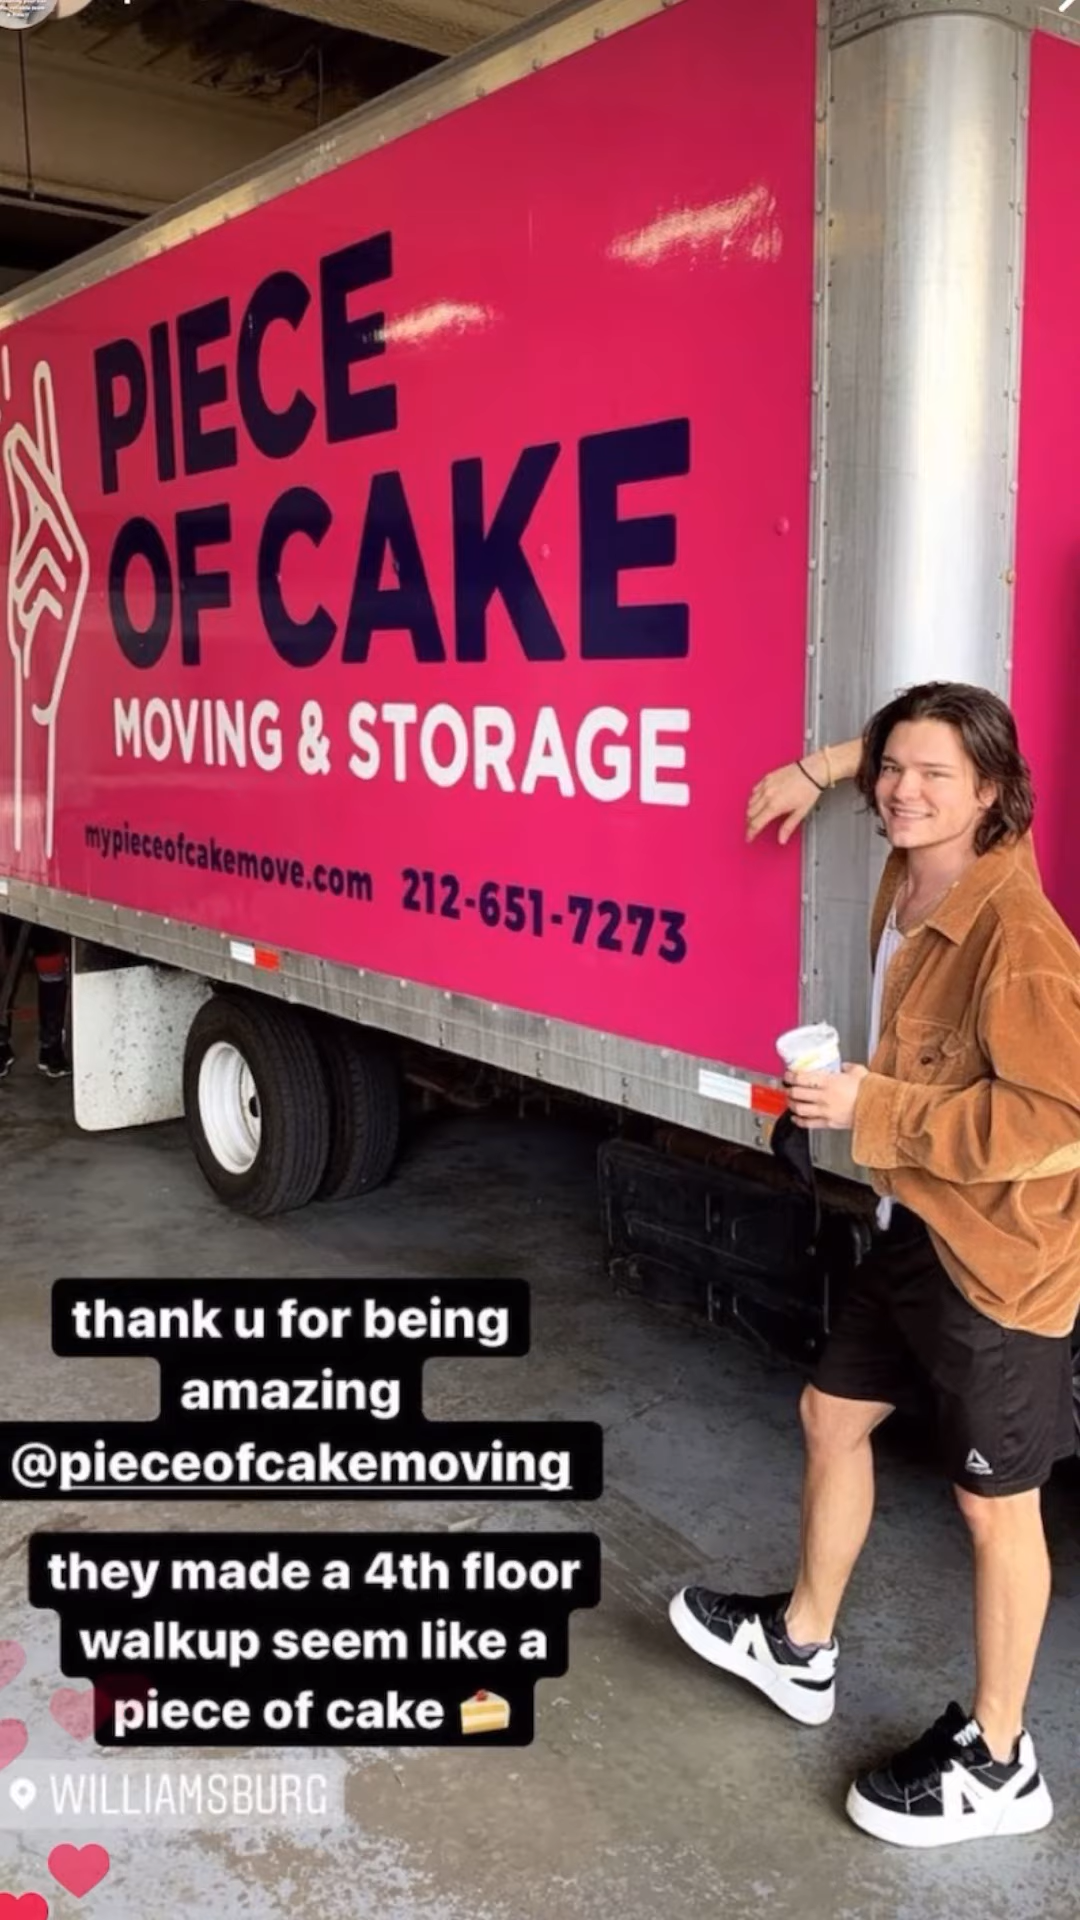 PIECE
OF CAKE
MOVING & STORAGE
mypieceofcakemove.com 212-651-7273
thank u for being
amazing
@pieceofcakemoving
they made a 4th floor
walkup seem like a
piece of cake 🍰
WILLIAMSBURG